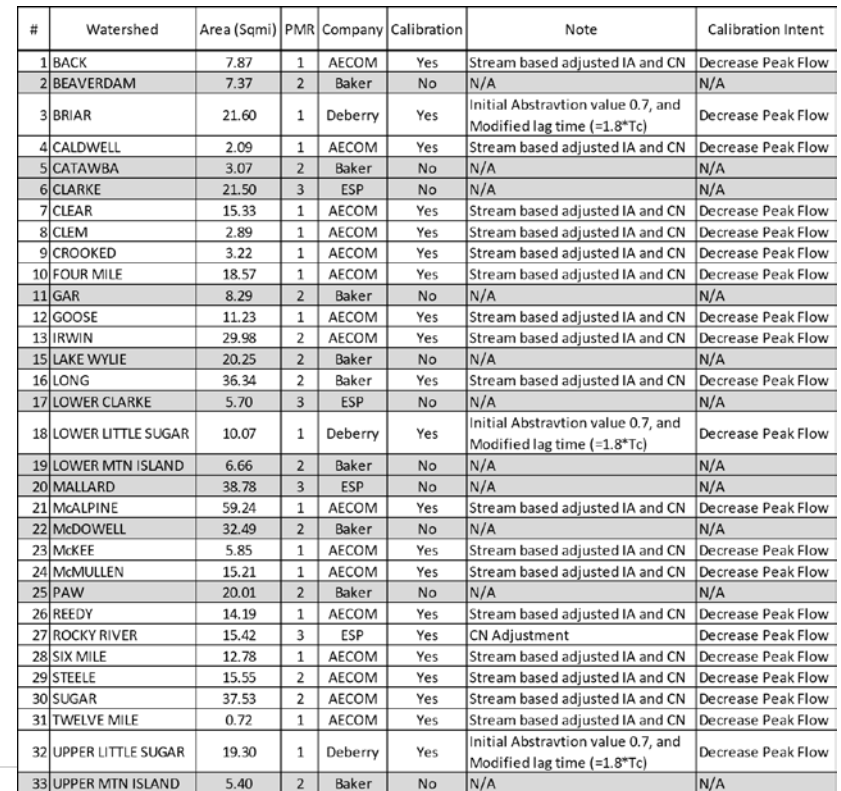 # Watershed Area (Sqmi) PMR Company Calibration Note Calibration Intent
1 BACK 7.87 1 AECOM Yes Stream based adjusted IA and CN Decrease Peak Flow
2 BEAVERDAM 7.37 2 Baker No N/A N/A
3 BRIAR 21.60 1 Deberry Yes Initial Abstravtion value 0.7, and
Modified lag time (=1.8*Tc) Decrease Peak Flow
4 CALDWELL 2.09 1 AECOM Yes Stream based adjusted IA and CN Decrease Peak Flow
5 CATAWBA 3.07 2 Baker No N/A N/A
6 CLARKE 21.50 3 ESP No N/A N/A
7 CLEAR 15.33 1 AECOM Yes Stream based adjusted IA and CN Decrease Peak Flow
8 CLEM 2.89 1 AECOM Yes Stream based adjusted IA and CN Decrease Peak Flow
9 CROOKED 3.22 1 AECOM Yes Stream based adjusted IA and CN Decrease Peak Flow
10 FOUR MILE 18.57 1 AECOM Yes Stream based adjusted IA and CN Decrease Peak Flow
11 GAR 8.29 2 Baker No N/A N/A
12 GOOSE 11.23 1 AECOM Yes Stream based adjusted IA and CN Decrease Peak Flow
13 IRWIN 29.98 2 AECOM Yes Stream based adjusted IA and CN Decrease Peak Flow
15 LAKE WYLIE 20.25 2 Baker No N/A N/A
16 LONG 36.34 2 Baker Yes Stream based adjusted IA and CN Decrease Peak Flow
17 LOWER CLARKE 5.70 3 ESP No N/A N/A
18 LOWER LITTLE SUGAR 10.07 1 Deberry Yes Initial Abstravtion value 0.7, and
Modified lag time (=1.8*Tc) Decrease Peak Flow
19 LOWER MTN ISLAND 6.66 2 Baker No N/A N/A
20 MALLARD 38.78 3 ESP No N/A N/A
21 McALPINE 59.24 1 AECOM Yes Stream based adjusted IA and CN Decrease Peak Flow
22 McDOWELL 32.49 2 Baker No N/A N/A
23 McKEE 5.85 1 AECOM Yes Stream based adjusted IA and CN Decrease Peak Flow
24 McMULLEN 15.21 1 AECOM Yes Stream based adjusted IA and CN Decrease Peak Flow
25 PAW 20.01 2 Baker No N/A N/A
26 REEDY 14.19 1 AECOM Yes Stream based adjusted IA and CN Decrease Peak Flow
27 ROCKY RIVER 15.42 3 ESP Yes CN Adjustment Decrease Peak Flow
28 SIX MILE 12.78 1 AECOM Yes Stream based adjusted IA and CN Decrease Peak Flow
29 STEELE 15.55 2 AECOM Yes Stream based adjusted IA and CN Decrease Peak Flow
30 SUGAR 37.53 2 AECOM Yes Stream based adjusted IA and CN Decrease Peak Flow
31 TWELVE MILE 0.72 1 AECOM Yes Stream based adjusted IA and CN Decrease Peak Flow
32 UPPER LITTLE SUGAR 19.30 1 Deberry Yes Initial Abstravtion value 0.7, and
Modified lag time (=1.8*Tc) Decrease Peak Flow
33 UPPER MTN ISLAND 5.40 2 Baker No N/A N/A